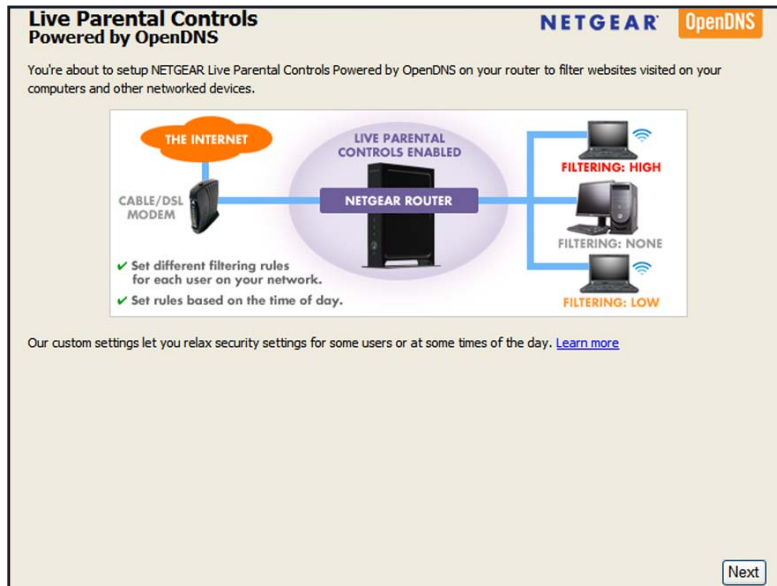 Live Parental Controls
Powered by OpenDNS
NETGEAR
OpenDNS
You're about to setup NETGEAR Live Parental Controls Powered by OpenDNS on your router to filter websites visited on your
computers and other networked devices.
THE INTERNET
CABLE/DSL
MODEM
LIVE PARENTAL
CONTROLS ENABLED
NETGEAR ROUTER
FILTERING: HIGH
FILTERING: NONE
FILTERING: LOW
✔ Set different filtering rules
for each user on your network.
✔ Set rules based on the time of day.
Our custom settings let you relax security settings for some users or at some times of the day. Learn more
Next